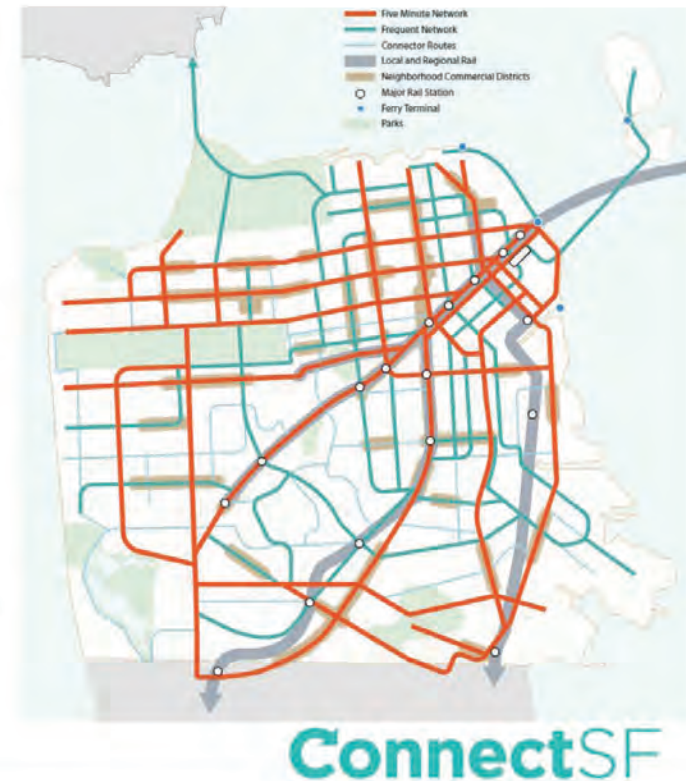 Five Minute Network
Frequent Network
Connector Routes
Local and Regional Rail
Neighborhood Commercial Districts
Major Rail Station
Ferry Terminal
Parks
ConnectSF